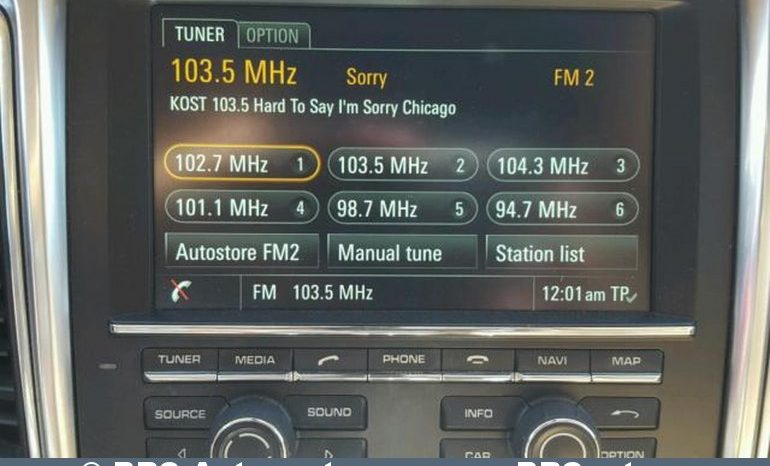 TUNER OPTION
103.5 MHz Sorry FM 2
KOST 103.5 Hard To Say I'm Sorry Chicago
102.7 MHz 1 103.5 MHz 2 104.3 MHz 3
101.1 MHz 4 98.7 MHz 5 94.7 MHz 6
Autostore FM2 Manual tune Station list
FM 103.5 MHz 12:01am TP
TUNER MEDIA PHONE NAVI MAP
SOURCE SOUND INFO
CAR OPTION